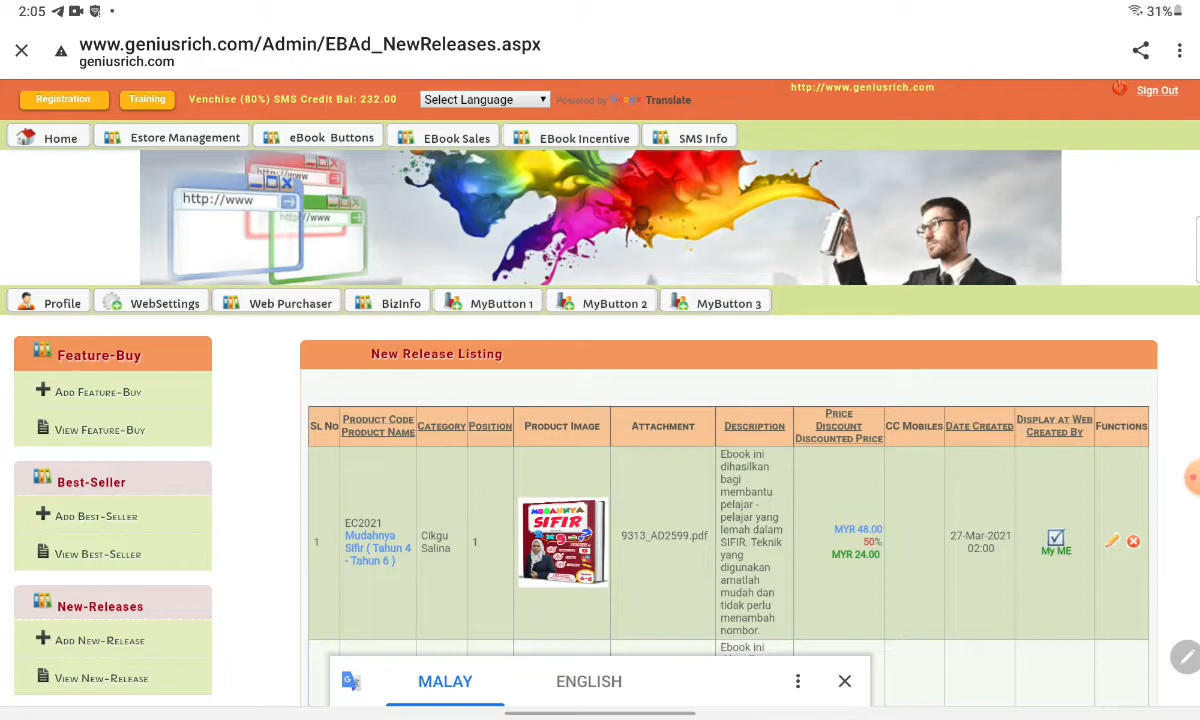 2:05
31%
www.geniusrich.com/Admin/EBAd_NewReleases.aspx
geniusrich.com
Registration
Training
Venchise (80%) SMS Credit Bal: 232.00
Select Language
Powered by Google Translate
http://www.geniusrich.com
Sign Out
Home
Estore Management
eBook Buttons
EBook Sales
EBook Incentive
SMS Info
http://www
http://www
http://www
Profile
WebSettings
Web Purchaser
BizInfo
MyButton 1
MyButton 2
MyButton 3
Feature-Buy
Add Feature-Buy
View Feature-Buy
Best-Seller
Add Best-Seller
View Best-Seller
New-Releases
Add New-Release
View New-Release
New Release Listing
SL No
Product Code
Product Name
Category
Position
Product Image
Attachment
Description
Price
Discount
Discounted Price
CC Mobiles
Date Created
Display at Web
Created By
Functions
1
EC2021
Mudahnya
Sifir ( Tahun 4
- Tahun 6 )
Cikgu
Salina
1
MUDAHNYA
SIFIR
9313_AD2599.pdf
Ebook ini
dihasilkan
bagi
membantu
pelajar -
pelajar yang
lemah dalam
SIFIR. Teknik
yang
digunakan
amatlah
mudah dan
tidak perlu
menambah
nombor.
MYR 48.00
50%
MYR 24.00
27-Mar-2021
02:00
My ME
Ebook ini
MALAY
ENGLISH